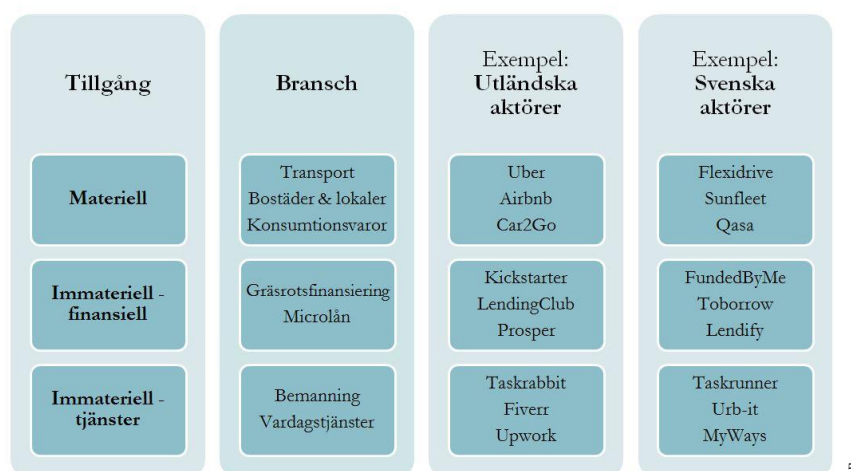 Tillgång
Bransch
Exempel:
Utländska
aktörer
Exempel:
Svenska
aktörer
Materiell
Transport
Bostäder & lokaler
Konsumtionsvaror
Uber
Airbnb
Car2Go
Flexidrive
Sunfleet
Qasa
Immateriell -
finansiell
Gräsrotsfinansiering
Microlån
Kickstarter
LendingClub
Prosper
FundedByMe
Toborrow
Lendify
Immateriell -
tjänster
Bemanning
Vardagstjänster
Taskrabbit
Fiverr
Upwork
Taskrunner
Urb-it
MyWays